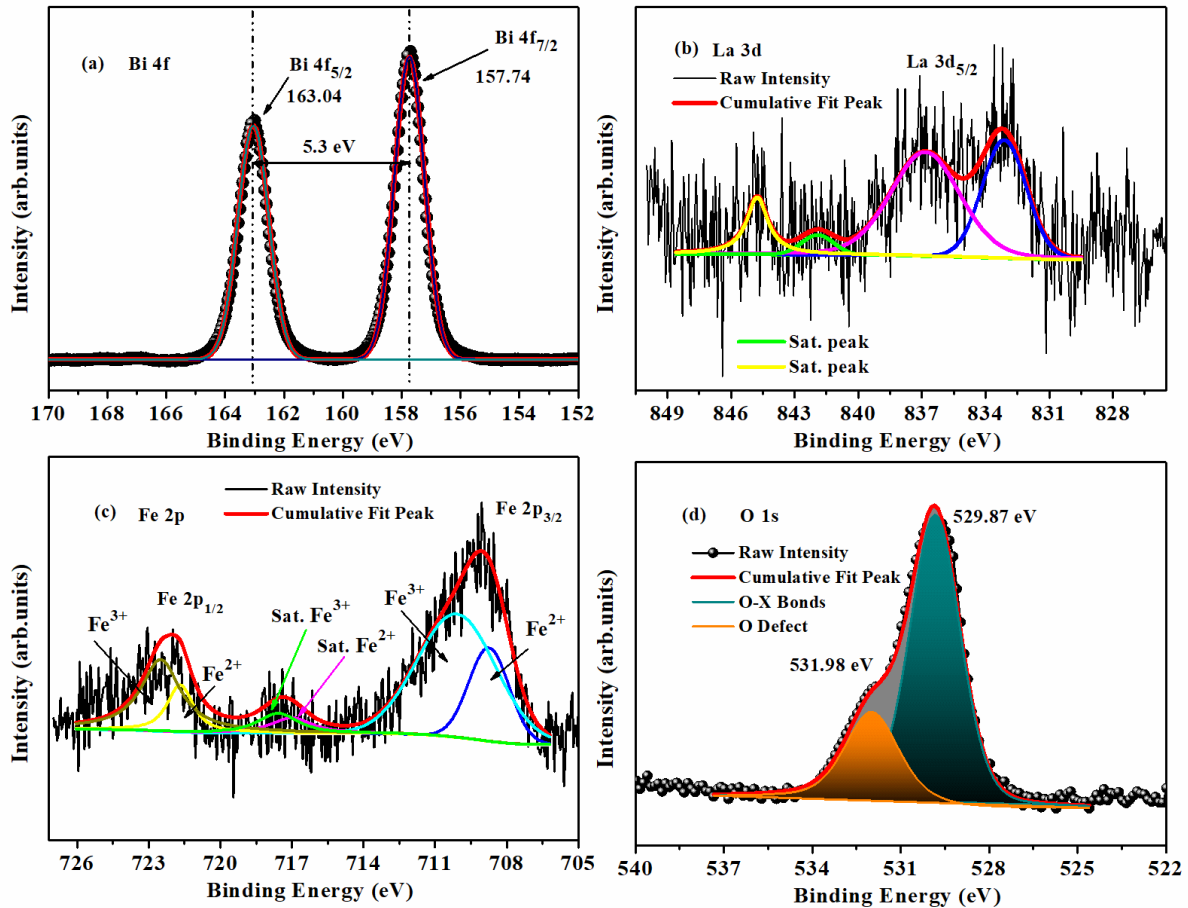 (a) Bi 4f
Bi 4f5/2
163.04
Bi 4f7/2
157.74
5.3 eV
Intensity (arb.units)
170 168 166 164 162 160 158 156 154 152
Binding Energy (eV)
(b) La 3d
Raw Intensity
Cumulative Fit Peak
La 3d5/2
Sat. peak
Sat. peak
Intensity (arb.units)
849 846 843 840 837 834 831 828
Binding Energy (eV)
(c) Fe 2p
Raw Intensity
Cumulative Fit Peak
Fe 2p3/2
Fe 2p1/2
Fe3+
Fe2+
Sat. Fe3+
Sat. Fe2+
Fe3+
Fe2+
Intensity (arb.units)
726 723 720 717 714 711 708 705
Binding Energy (eV)
(d) O 1s
529.87 eV
Raw Intensity
Cumulative Fit Peak
O-X Bonds
O Defect
531.98 eV
Intensity (arb.units)
540 537 534 531 528 525 522
Binding Energy (eV)